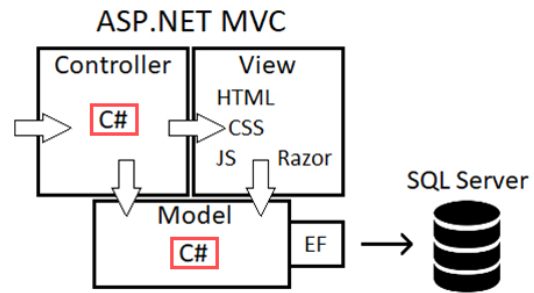 ASP.NET MVC
Controller
C#
View
HTML
CSS
JS Razor
Model
C#
EF
SQL Server